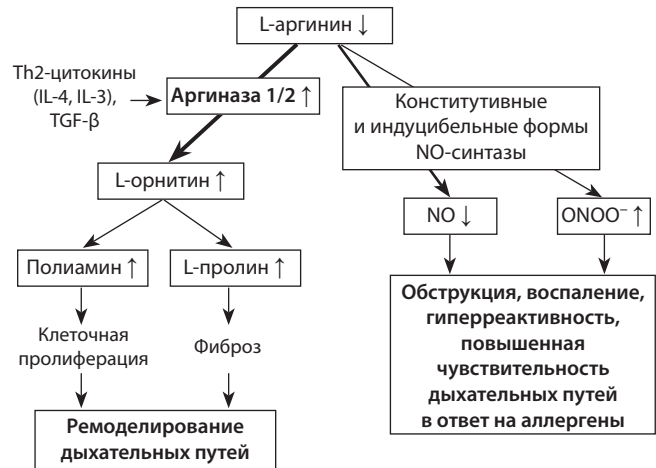 L-аргинин ↓
Th2-цитокины
(IL-4, IL-3),
TGF-β
Аргиназа 1/2 ↑
Конститутивные
и индуцибельные формы
NO-синтазы
L-орнитин ↑
NO ↓
ONOO⁻ ↑
Полиамин ↑
L-пролин ↑
Клеточная
пролиферация
Фиброз
Обструкция, воспаление,
гиперреактивность,
повышенная
чувствительность
дыхательных путей
в ответ на аллергены
Ремоделирование
дыхательных путей